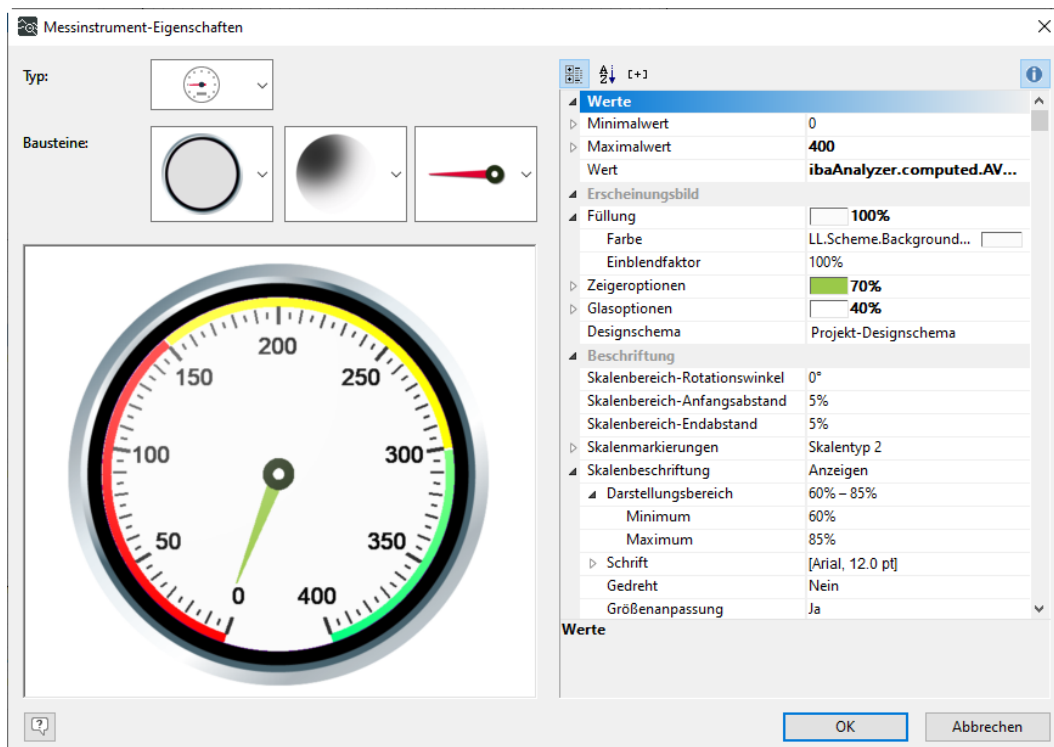 Messinstrument-Eigenschaften
Typ:
Bausteine:
200
150
250
100
300
50
350
0
400
Werte
Minimalwert 0
Maximalwert 400
Wert ibaAnalyzer.computed.AV...
Erscheinungsbild
Füllung 100%
Farbe LL.Scheme.Background...
Einblendfaktor 100%
Zeigeroptionen 70%
Glasoptionen 40%
Designschema Projekt-Designschema
Beschriftung
Skalenbereich-Rotationswinkel 0°
Skalenbereich-Anfangsabstand 5%
Skalenbereich-Endabstand 5%
Skalenmarkierungen Skalentyp 2
Skalenbeschriftung Anzeigen
Darstellungsbereich 60% – 85%
Minimum 60%
Maximum 85%
Schrift [Arial, 12.0 pt]
Gedreht Nein
Größenanpassung Ja
Werte
OK Abbrechen